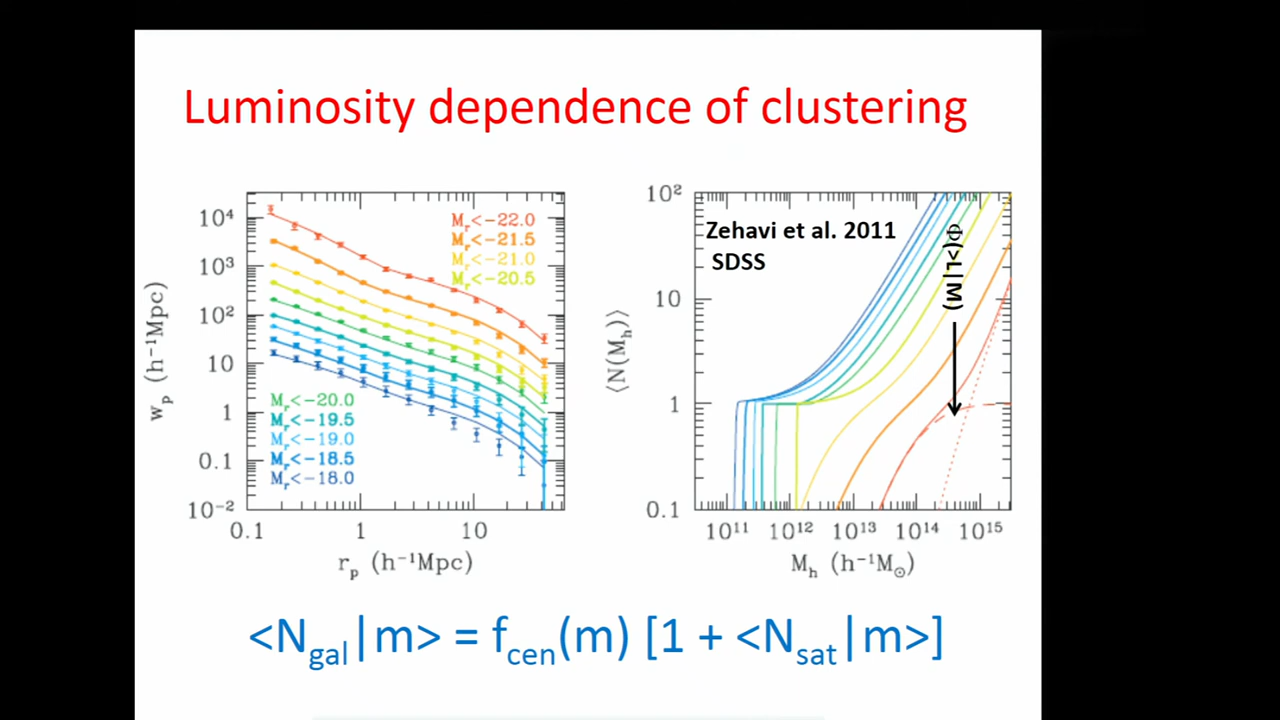 Luminosity dependence of clustering
10⁴
10³
10²
10
1
0.1
10⁻²
w_p (h⁻¹Mpc)
M_r<-22.0
M_r<-21.5
M_r<-21.0
M_r<-20.5
M_r<-20.0
M_r<-19.5
M_r<-19.0
M_r<-18.5
M_r<-18.0
0.1 1 10
r_p (h⁻¹Mpc)
10²
10
1
0.1
⟨N(M_h)⟩
Zehavi et al. 2011
SDSS
Φ(>L|M)
10¹¹ 10¹² 10¹³ 10¹⁴ 10¹⁵
M_h (h⁻¹M_⊙)
<N_gal|m> = f_cen(m) [1 + <N_sat|m>]